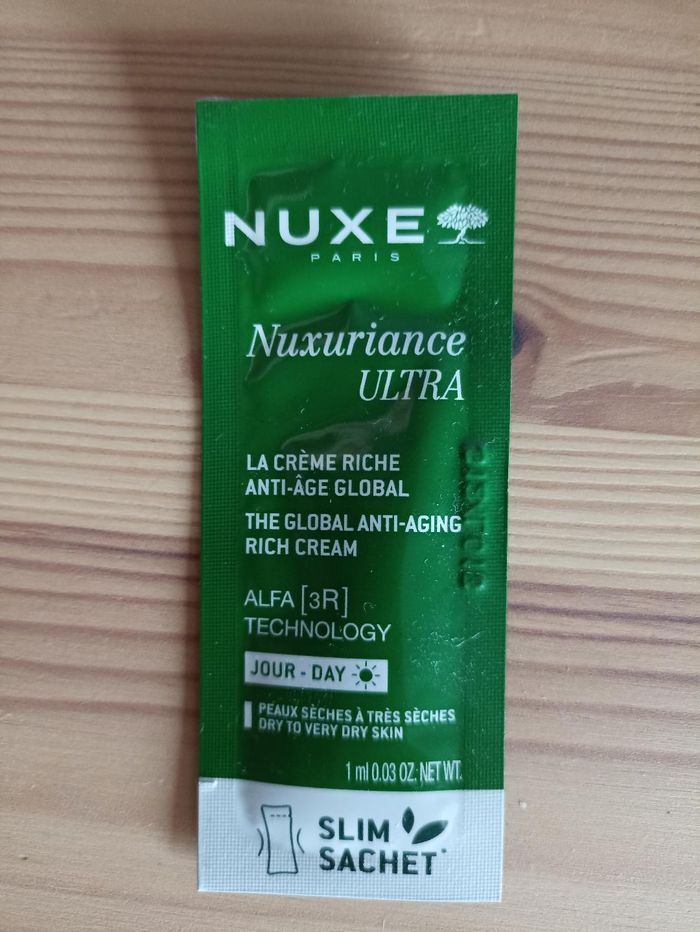 NUXE
PARIS
Nuxuriance
ULTRA
LA CRÈME RICHE
ANTI-ÂGE GLOBAL
THE GLOBAL ANTI-AGING
RICH CREAM
ALFA [3R]
TECHNOLOGY
JOUR - DAY
PEAUX SÈCHES À TRÈS SÈCHES
DRY TO VERY DRY SKIN
1 ml 0.03 OZ. NET WT.
SLIM
SACHET*